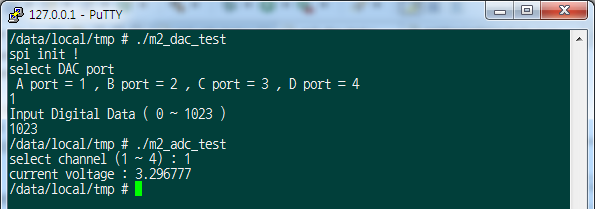 127.0.0.1 - PuTTY
/data/local/tmp # ./m2_dac_test
spi init !
select DAC port
 A port = 1 , B port = 2 , C port = 3 , D port = 4
1
Input Digital Data ( 0 ~ 1023 )
1023
/data/local/tmp # ./m2_adc_test
select channel (1 ~ 4) : 1
current voltage : 3.296777
/data/local/tmp #